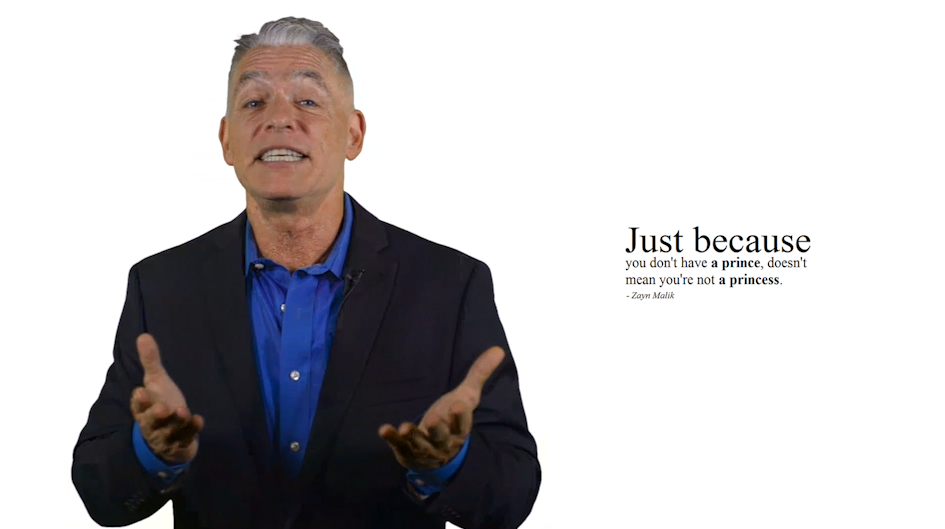 Just because
you don't have a prince, doesn't
mean you're not a princess.
- Zayn Malik